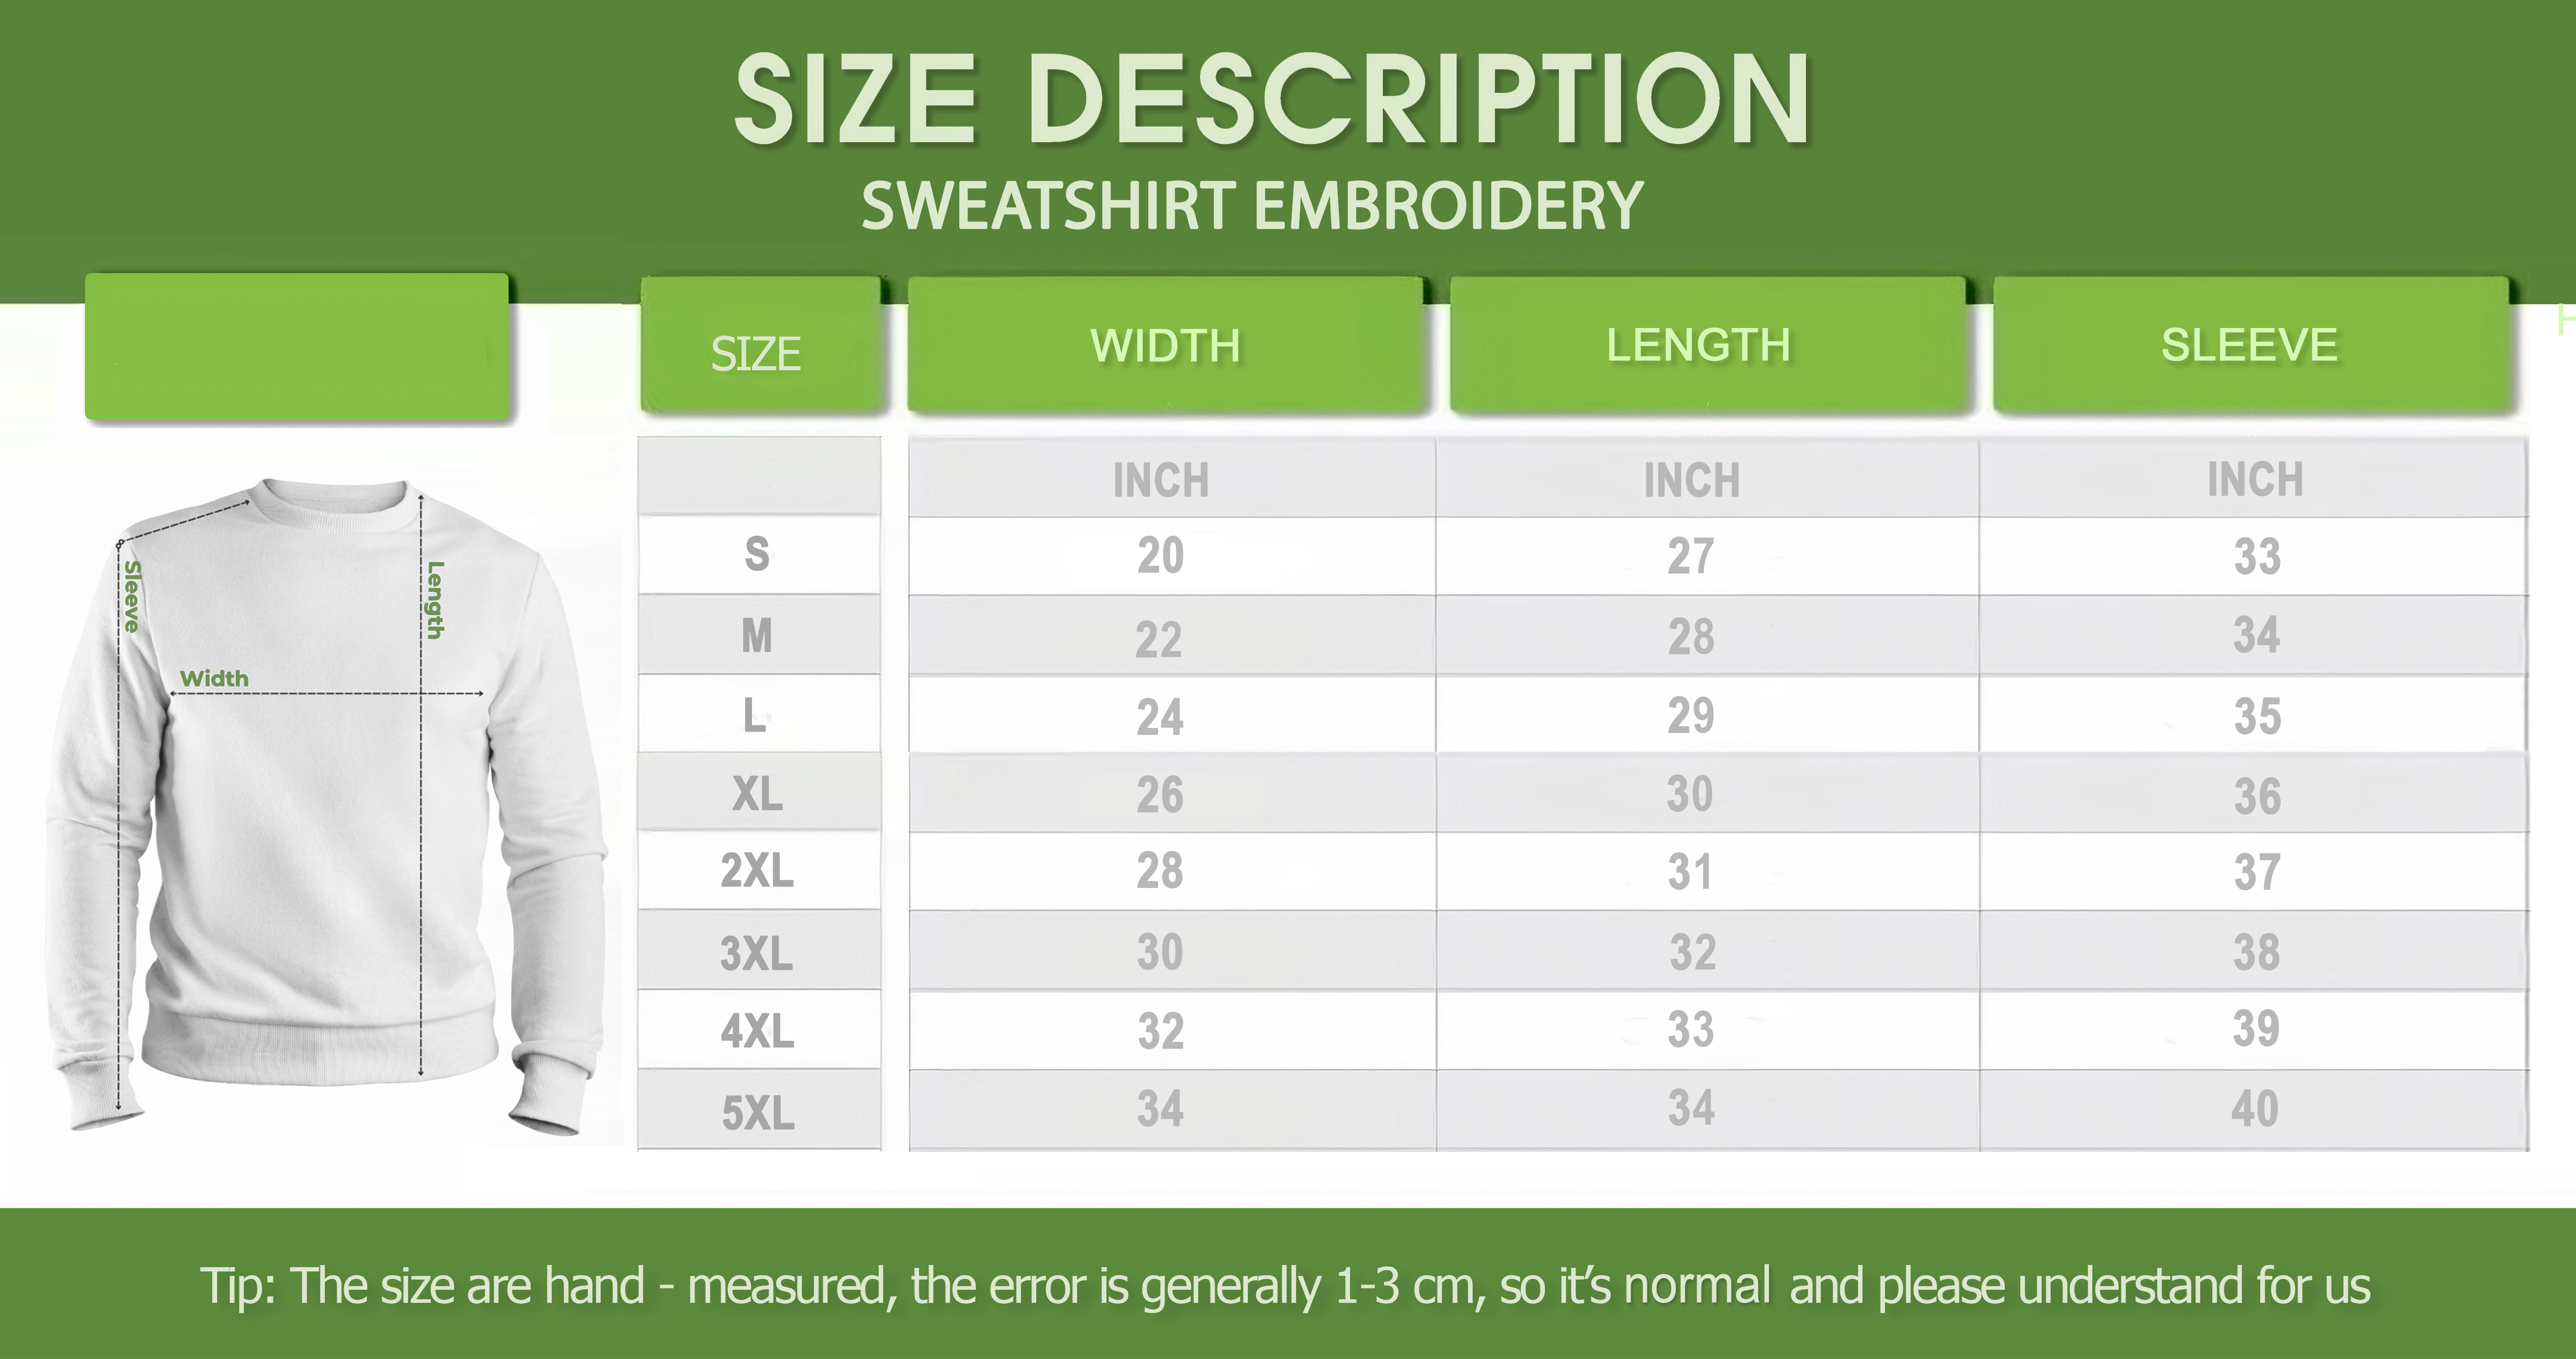 SIZE DESCRIPTION
SWEATSHIRT EMBROIDERY
SIZE WIDTH LENGTH SLEEVE
H
INCH INCH INCH
S 20 27 33
M 22 28 34
L 24 29 35
XL 26 30 36
2XL 28 31 37
3XL 30 32 38
4XL 32 33 39
5XL 34 34 40
Sleeve
Length
Width
Tip: The size are hand - measured, the error is generally 1-3 cm, so it’s normal and please understand for us